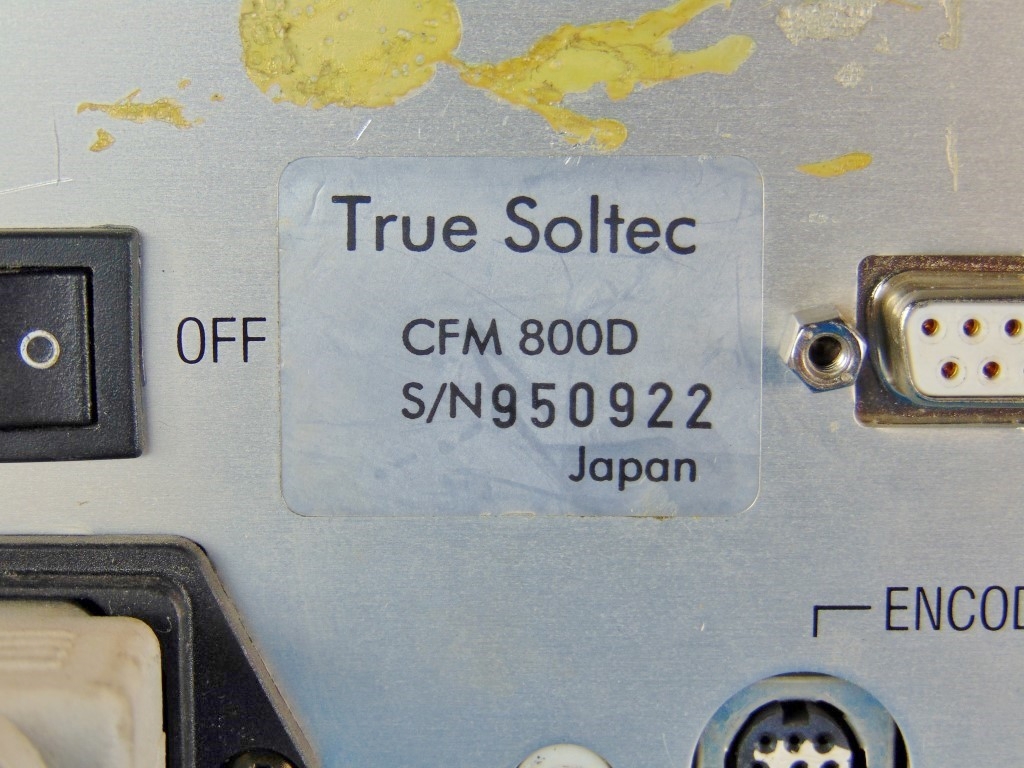 True Soltec
OFF
CFM 800D
S/N950922
Japan
ENCOD